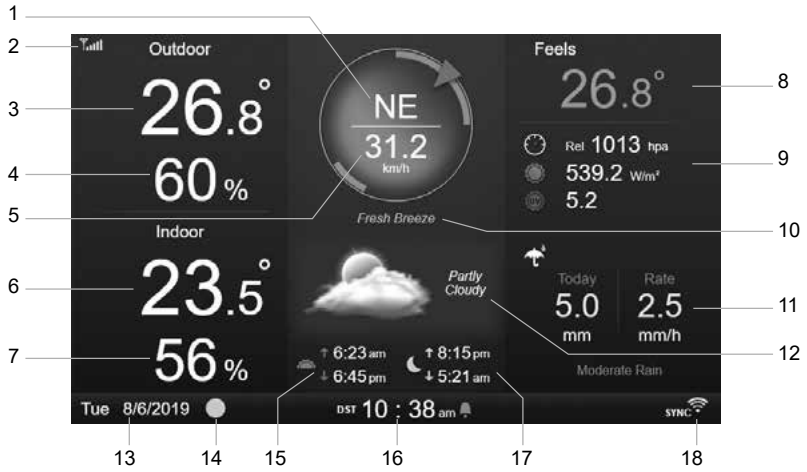 1
2
3
4
5
6
7
8
9
10
11
12
13
14
15
16
17
18
Outdoor
26.8°
60 %
Indoor
23.5°
56 %
NE
31.2
km/h
Fresh Breeze
Partly
Cloudy
↑ 6:23 am
↓ 6:45 pm
↑ 8:15 pm
↓ 5:21 am
Feels
26.8°
Rel 1013 hpa
539.2 W/m²
5.2
Today
5.0
mm
Rate
2.5
mm/h
Moderate Rain
Tue 8/6/2019
DST 10 : 38 am
SYNC